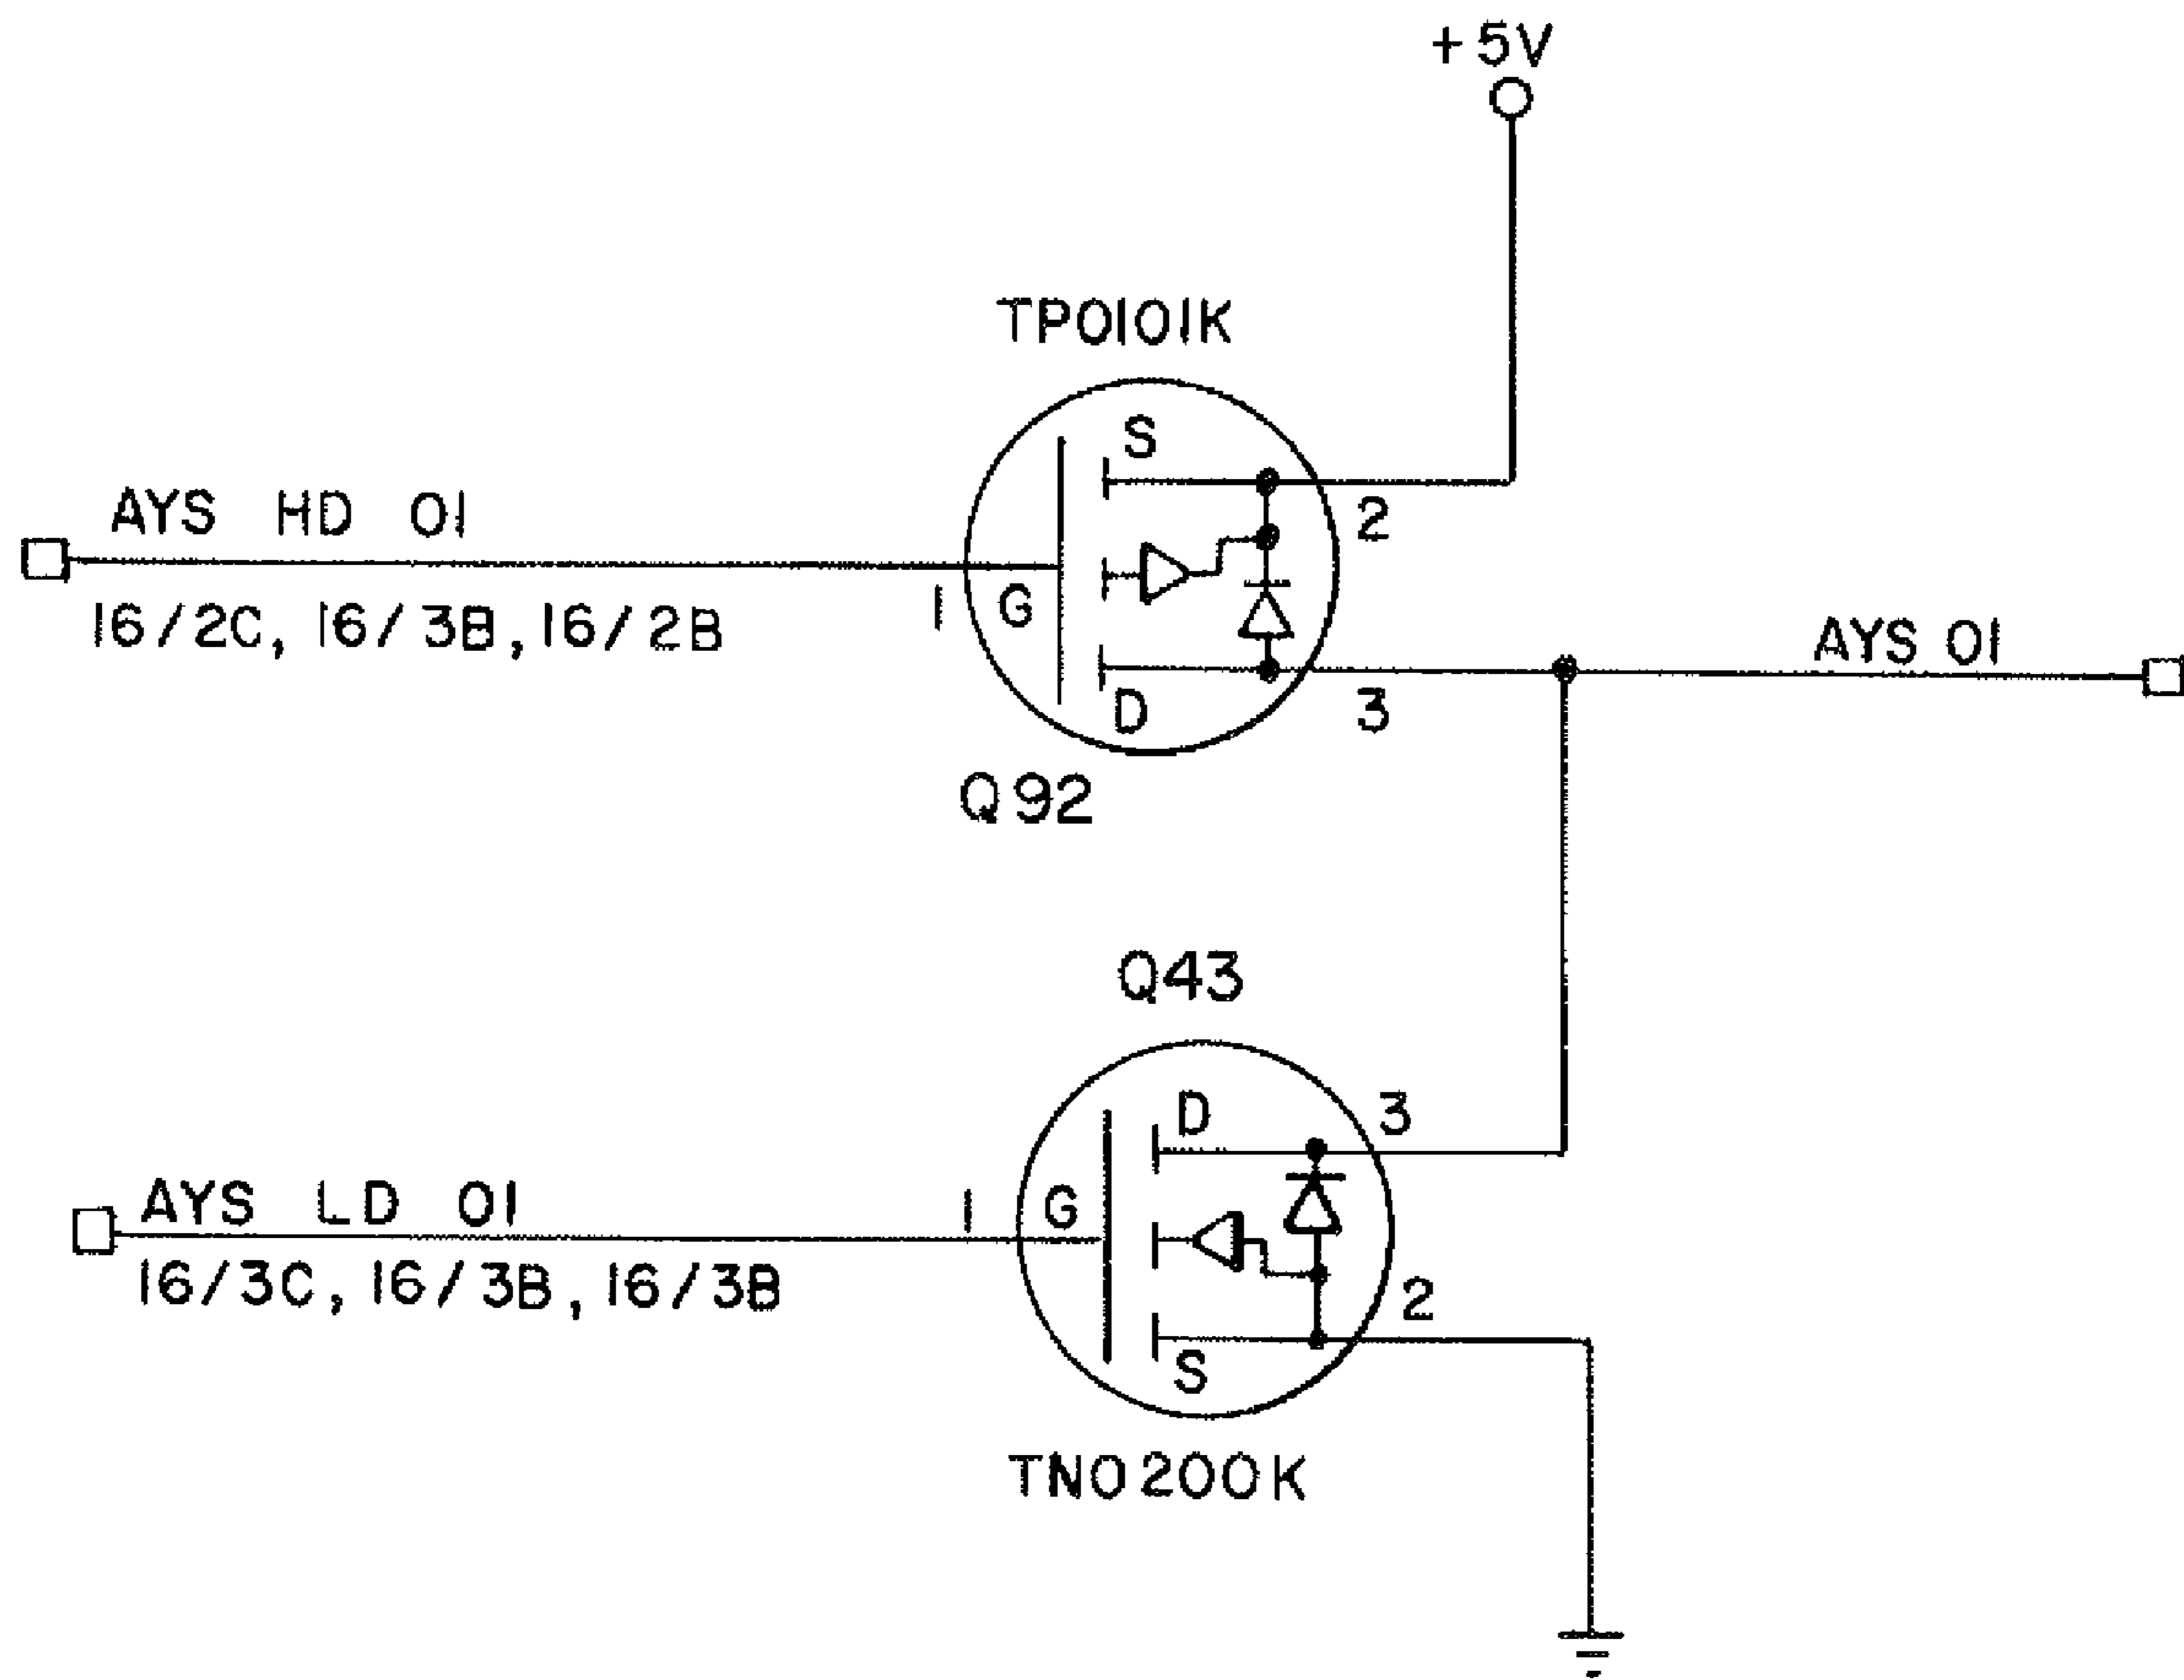 +5V
TP0101K
S
AYS HD 01
2
1 G
16/2C, 16/3B, 16/2B
AYS 01
D
3
Q92
Q43
D
3
AYS LD 01
1 G
16/3C, 16/3B, 16/3B
2
S
TN0200K